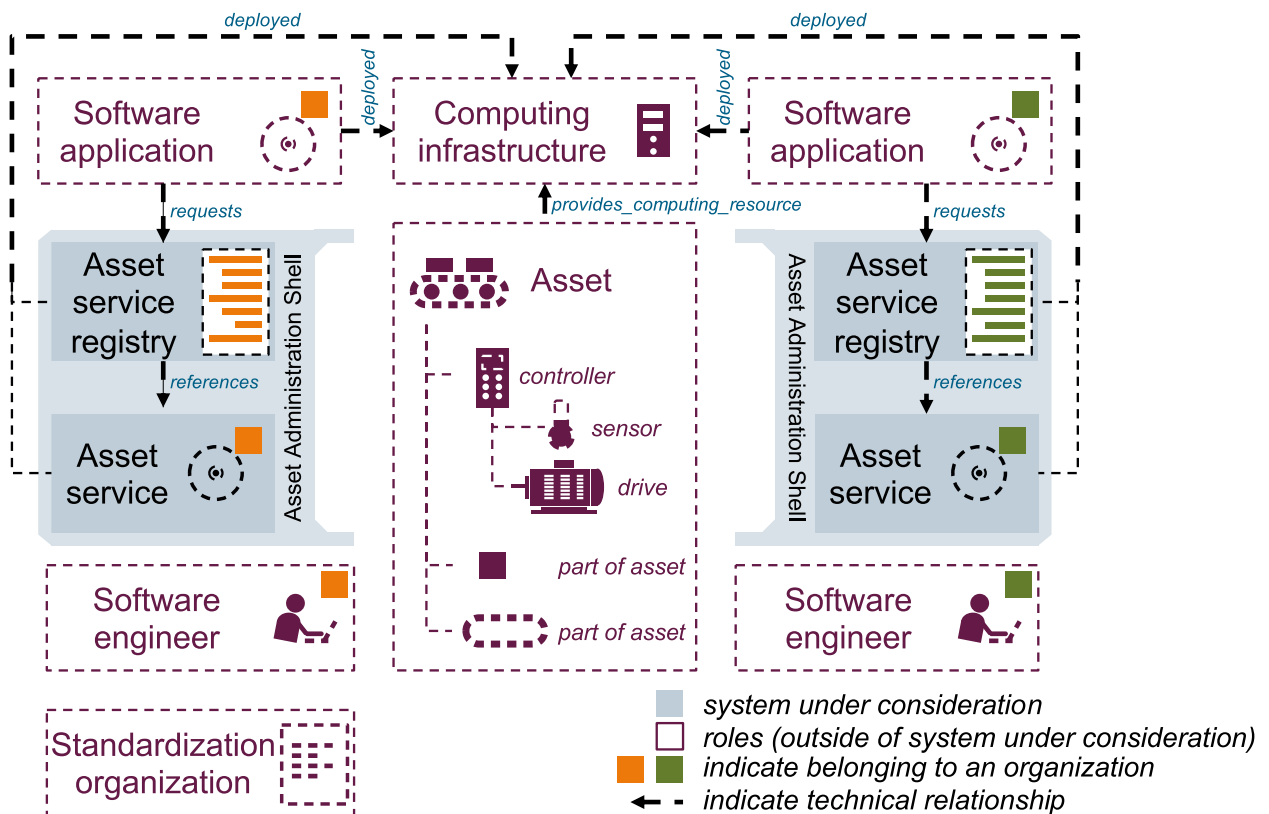 deployed
deployed
Software
application
deployed
Computing
infrastructure
deployed
Software
application
requests
provides_computing_resource
requests
Asset
service
registry
Asset Administration Shell
references
Asset
service
Asset
controller
sensor
drive
part of asset
part of asset
Asset Administration Shell
Asset
service
registry
references
Asset
service
Software
engineer
Software
engineer
Standardization
organization
system under consideration
roles (outside of system under consideration)
indicate belonging to an organization
indicate technical relationship